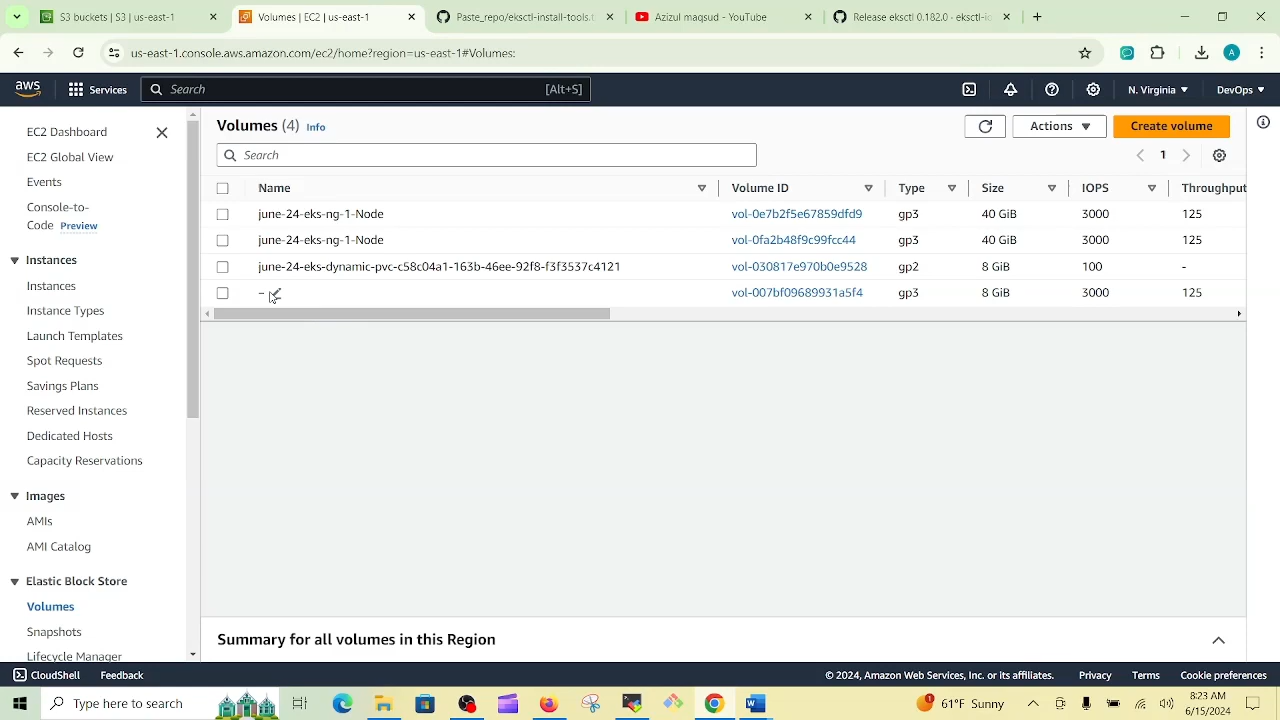 S3 buckets | S3 | us-east-1
Volumes | EC2 | us-east-1
Paster_epo/eksctl-install-tools.t
Azizul maqsud - YouTube
Release eksctl 0.182.0 · eksctl-io
us-east-1.console.aws.amazon.com/ec2/home?region=us-east-1#Volumes:
aws
Services
Search
[Alt+S]
N. Virginia
DevOps
EC2 Dashboard
EC2 Global View
Events
Console-to-
Code Preview
Instances
Instances
Instance Types
Launch Templates
Spot Requests
Savings Plans
Reserved Instances
Dedicated Hosts
Capacity Reservations
Images
AMIs
AMI Catalog
Elastic Block Store
Volumes
Snapshots
Lifecycle Manager
Volumes (4) Info
Actions
Create volume
Search
1
Name Volume ID Type Size IOPS Throughput
june-24-eks-ng-1-Node vol-0e7b2f5e67859dfd9 gp3 40 GiB 3000 125
june-24-eks-ng-1-Node vol-0fa2b48f9c99fcc44 gp3 40 GiB 3000 125
june-24-eks-dynamic-pvc-c58c04a1-163b-46ee-92f8-f3f3537c4121 vol-030817e970b0e9528 gp2 8 GiB 100 -
- vol-007bf09689931a5f4 gp3 8 GiB 3000 125
Summary for all volumes in this Region
CloudShell
Feedback
© 2024, Amazon Web Services, Inc. or its affiliates.
Privacy
Terms
Cookie preferences
Type here to search
61°F Sunny
8:23 AM
6/15/2024